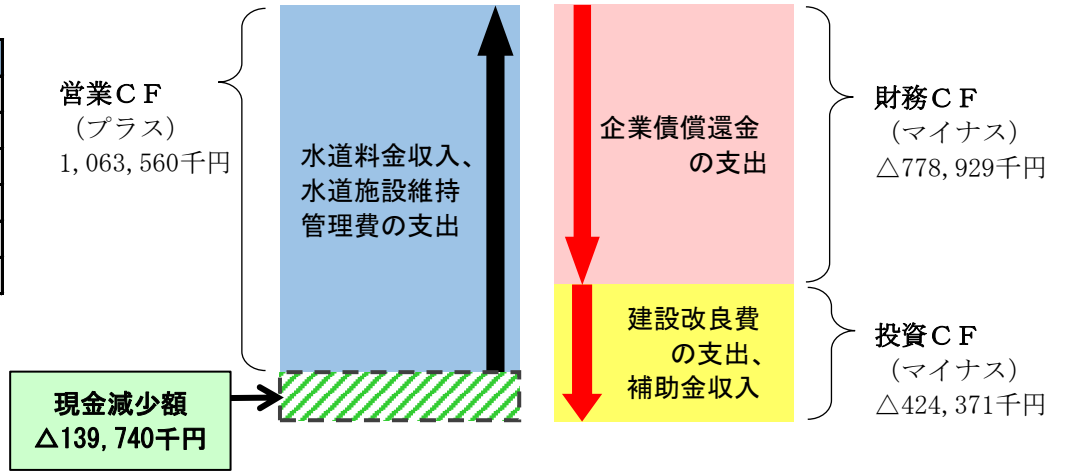 営業ＣＦ
（プラス）
1,063,560千円
水道料金収入、
水道施設維持
管理費の支出
現金減少額
△139,740千円
企業債償還金
の支出
建設改良費
の支出、
補助金収入
財務ＣＦ
（マイナス）
△778,929千円
投資ＣＦ
（マイナス）
△424,371千円